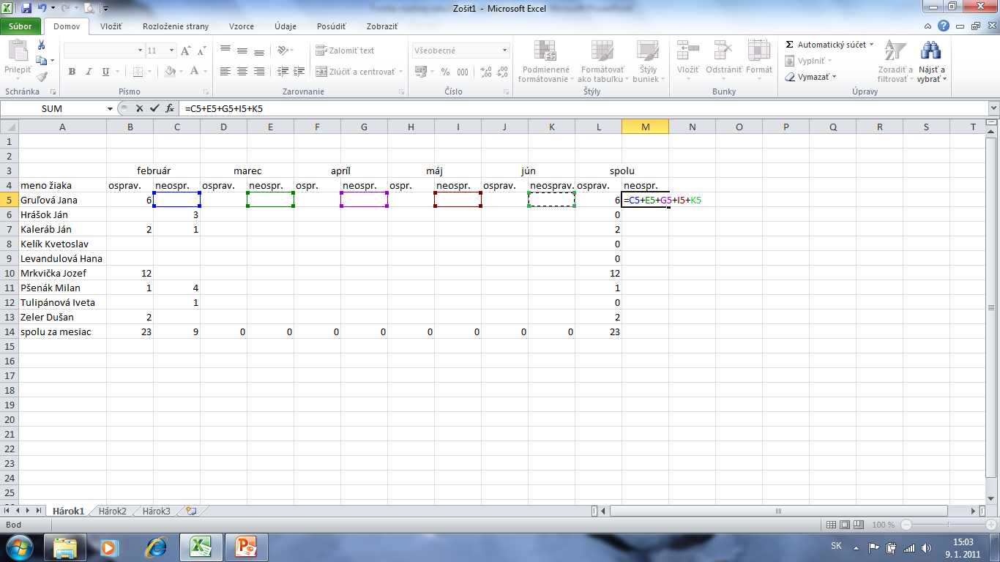 Zošit1 - Microsoft Excel
Súbor Domov Vložiť Rozloženie strany Vzorce Údaje Posúdiť Zobraziť
Prilepiť
11
B I U
A A
Zalomiť text
Zlúčiť a centrovať
Všeobecné
% 000
Podmienené formátovanie
Formátovať ako tabuľku
Štýly buniek
Vložiť Odstrániť Formát
Σ Automatický súčet
Vyplniť
Vymazať
Zoradiť a filtrovať
Nájsť a vybrať
Schránka Písmo Zarovnanie Číslo Štýly Bunky Úpravy
SUM fx =C5+E5+G5+I5+K5
A B C D E F G H I J K L M N O P Q R S T
1
2
3 február marec apríl máj jún spolu
4 meno žiaka osprav. neospr. osprav. neospr. ospr. neospr. ospr. neospr. osprav. neosprav. osprav. neospr.
5 Gruľová Jana 6 6 =C5+E5+G5+I5+K5
6 Hrášok Ján 3 0
7 Kaleráb Ján 2 1 2
8 Kelík Kvetoslav 0
9 Levandulová Hana 0
10 Mrkvička Jozef 12 12
11 Pšenák Milan 1 4 1
12 Tulipánová Iveta 1 0
13 Zeler Dušan 2 2
14 spolu za mesiac 23 9 0 0 0 0 0 0 0 0 23
15
16
17
18
19
20
21
22
23
24
25
Hárok1 Hárok2 Hárok3
Bod 100 %
SK 15:03
9. 1. 2011